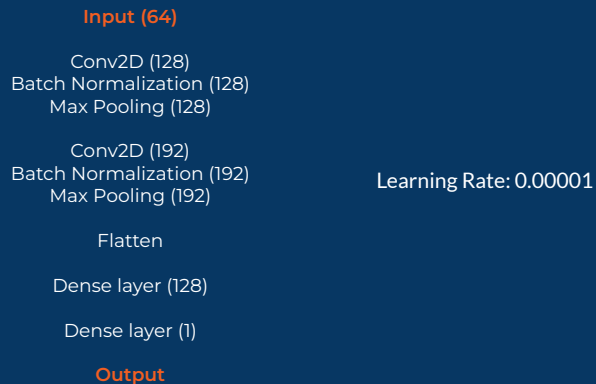 Input (64)
Conv2D (128)
Batch Normalization (128)
Max Pooling (128)
Conv2D (192)
Batch Normalization (192)
Max Pooling (192)
Learning Rate: 0.00001
Flatten
Dense layer (128)
Dense layer (1)
Output